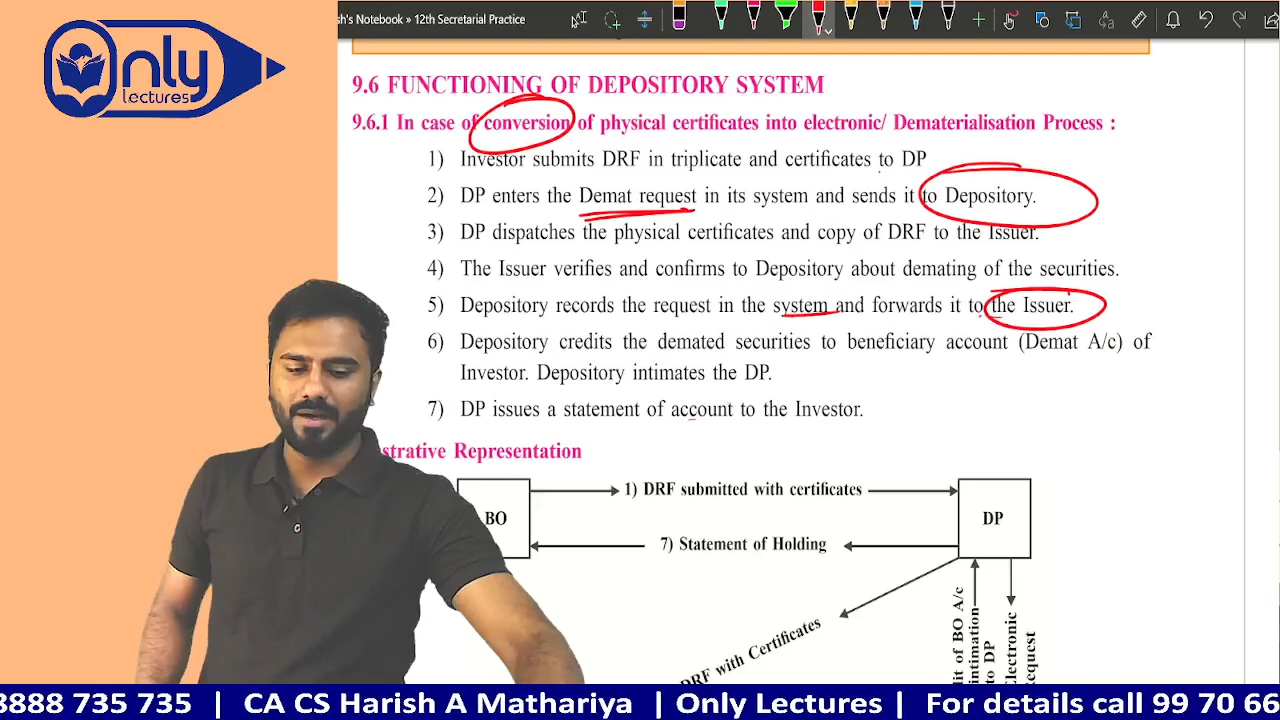 Only
lectures
sh's Notebook » 12th Secretarial Practice
9.6 FUNCTIONING OF DEPOSITORY SYSTEM
9.6.1 In case of conversion of physical certificates into electronic/ Dematerialisation Process :
1) Investor submits DRF in triplicate and certificates to DP
2) DP enters the Demat request in its system and sends it to Depository.
3) DP dispatches the physical certificates and copy of DRF to the Issuer.
4) The Issuer verifies and confirms to Depository about demating of the securities.
5) Depository records the request in the system and forwards it to the Issuer.
6) Depository credits the demated securities to beneficiary account (Demat A/c) of
Investor. Depository intimates the DP.
7) DP issues a statement of account to the Investor.
strative Representation
1) DRF submitted with certificates
BO
DP
7) Statement of Holding
DRF with Certificates
it of BO A/c
intimation
to DP
Electronic
Request
8888 735 735 | CA CS Harish A Mathariya | Only Lectures | For details call 99 70 66